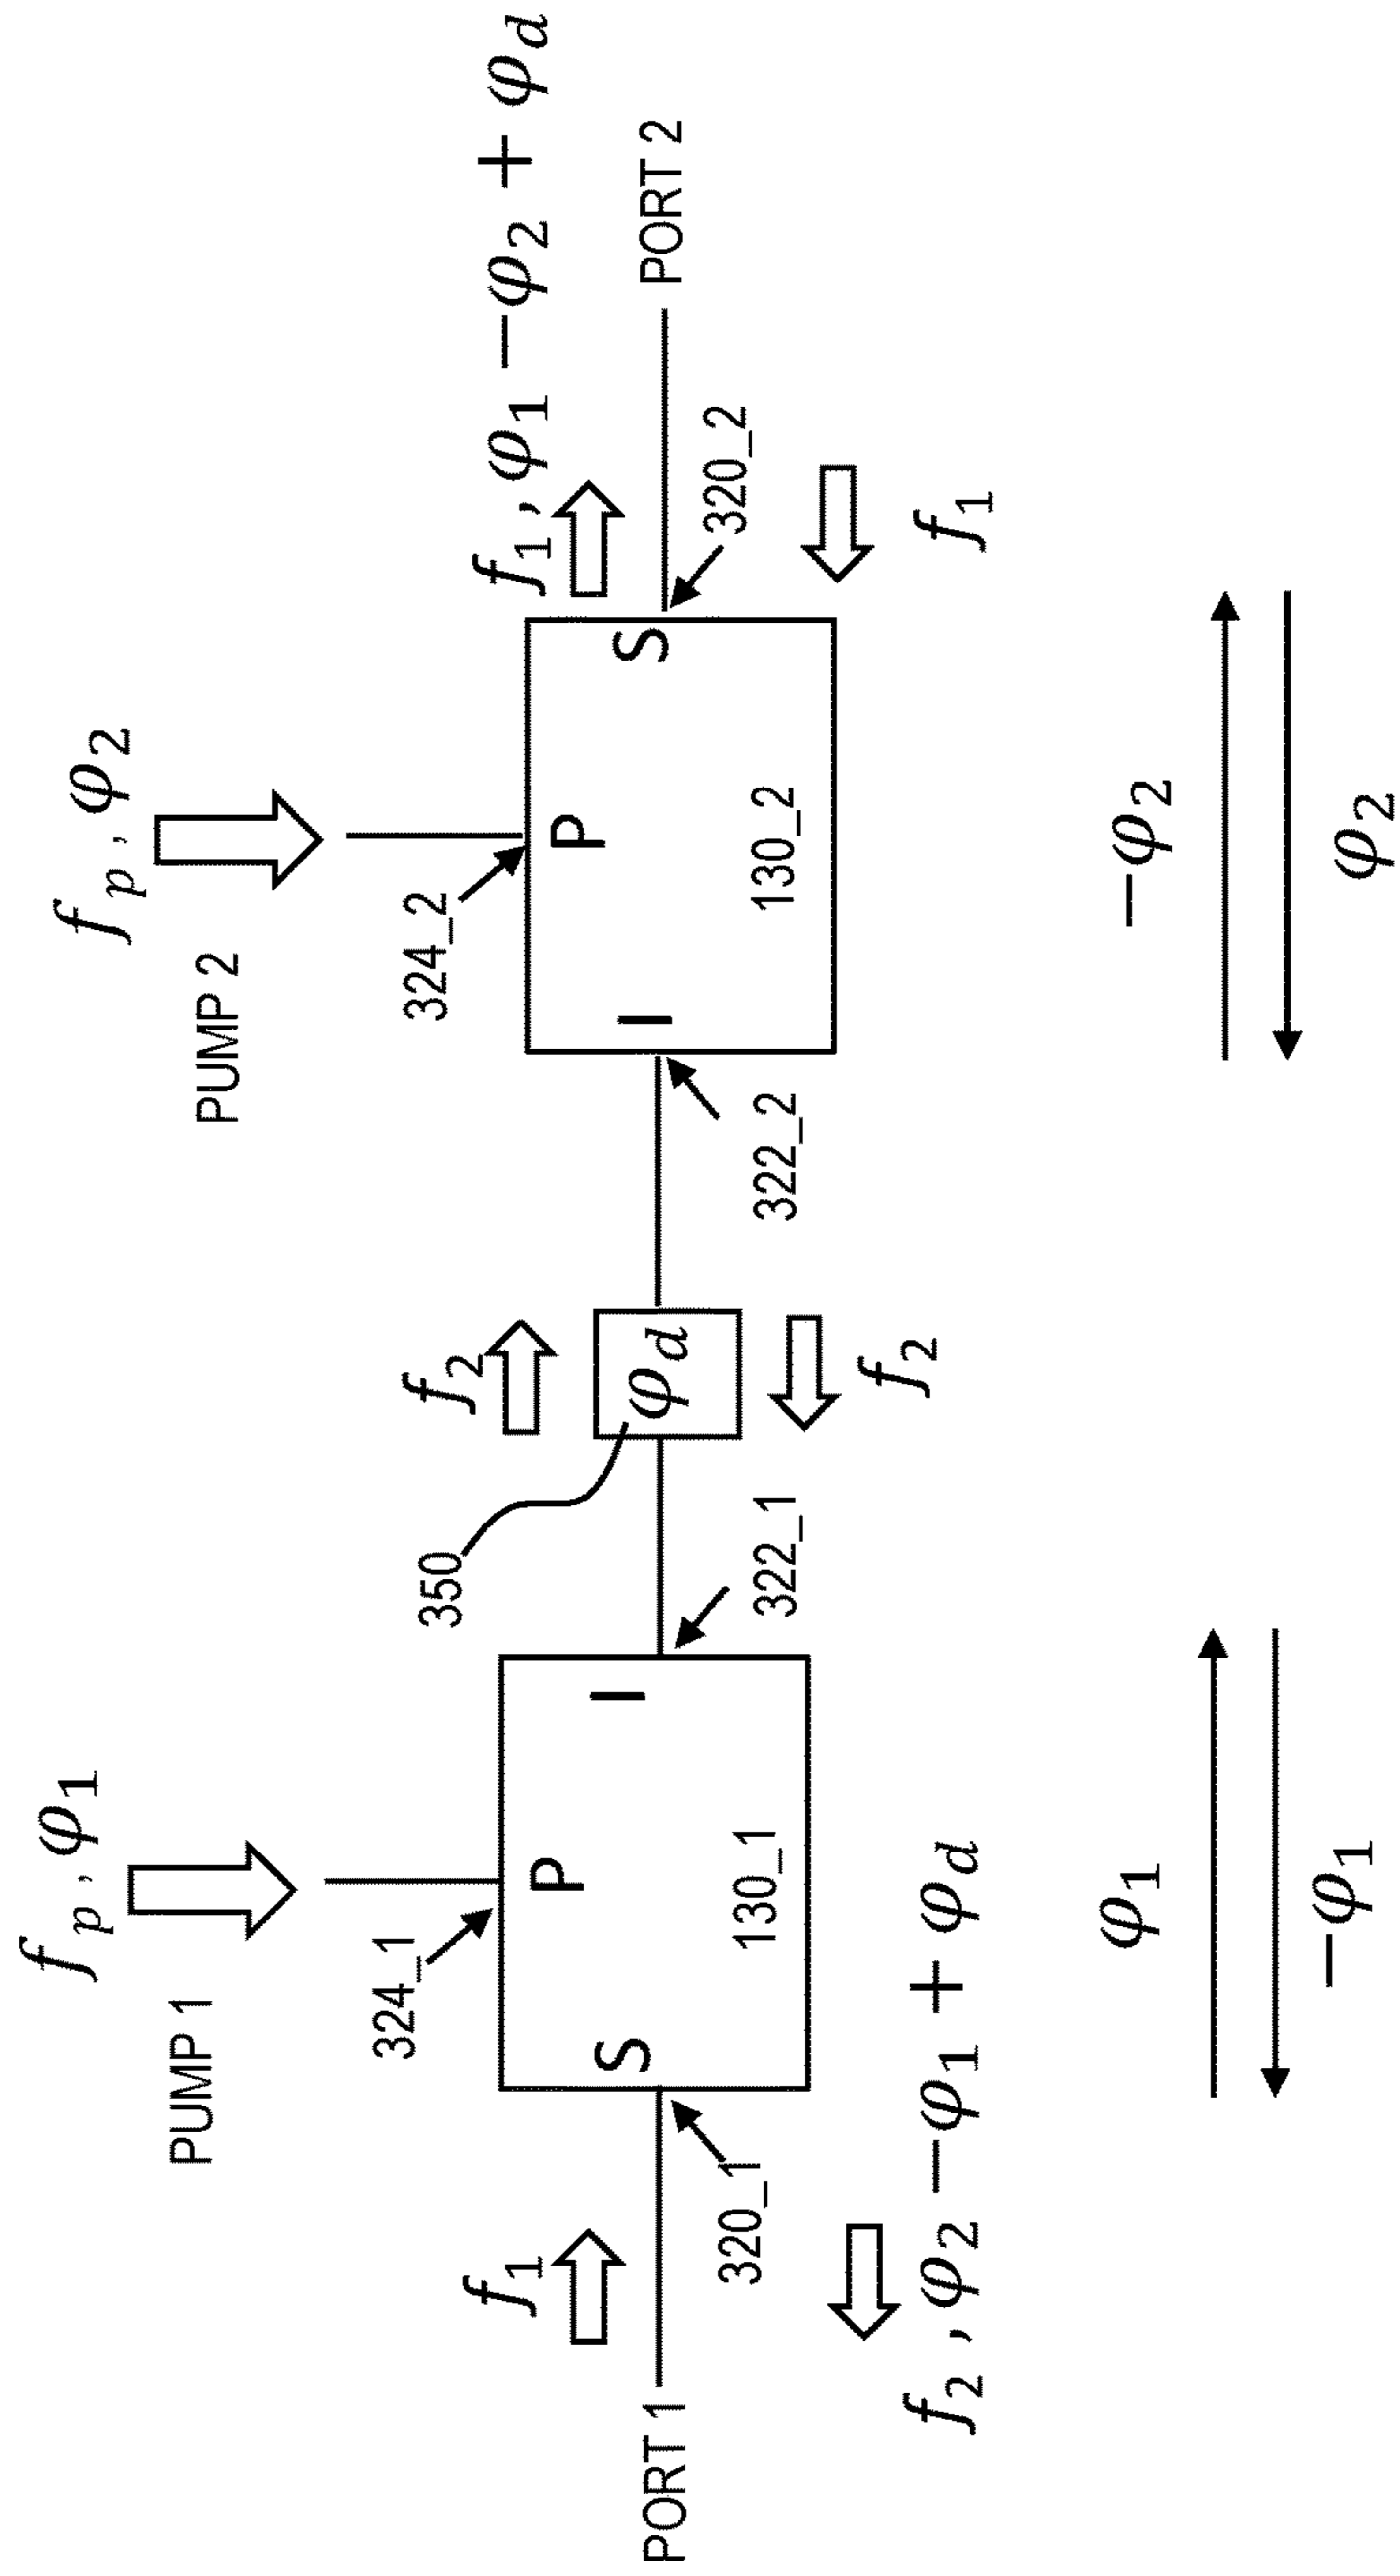 PUMP 1
f_p, φ_1
PUMP 2
f_p, φ_2
324_1
324_2
350
f_1
f_2
f_1, φ_1 −φ_2 + φ_d
PORT 1
S
P
I
φ_d
I
P
S
PORT 2
320_1
130_1
322_1
322_2
130_2
320_2
f_2, φ_2 −φ_1 + φ_d
f_2
f_1
φ_1
−φ_2
−φ_1
φ_2